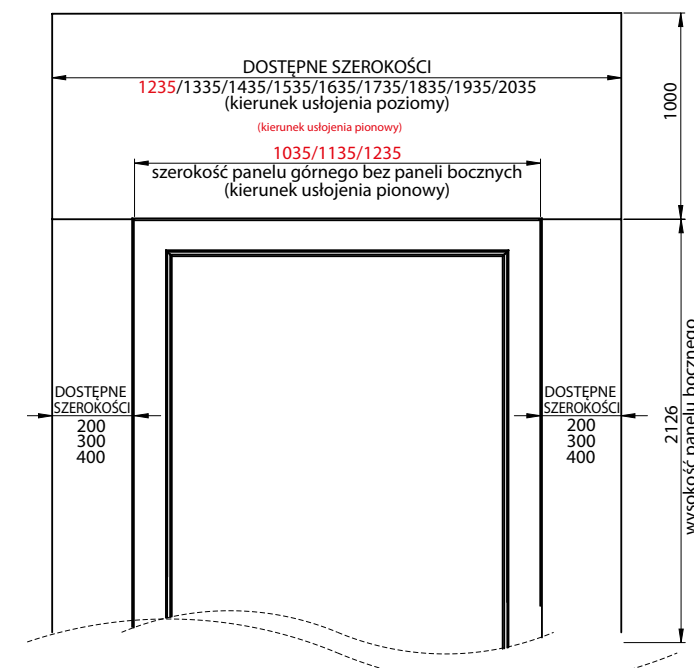 DOSTĘPNE SZEROKOŚCI
1235/1335/1435/1535/1635/1735/1835/1935/2035
(kierunek usłojenia poziomy)
(kierunek usłojenia pionowy)
1035/1135/1235
szerokość panelu górnego bez paneli bocznych
(kierunek usłojenia pionowy)
1000
DOSTĘPNE
SZEROKOŚCI
200
300
400
DOSTĘPNE
SZEROKOŚCI
200
300
400
2126
wysokość panelu bocznego